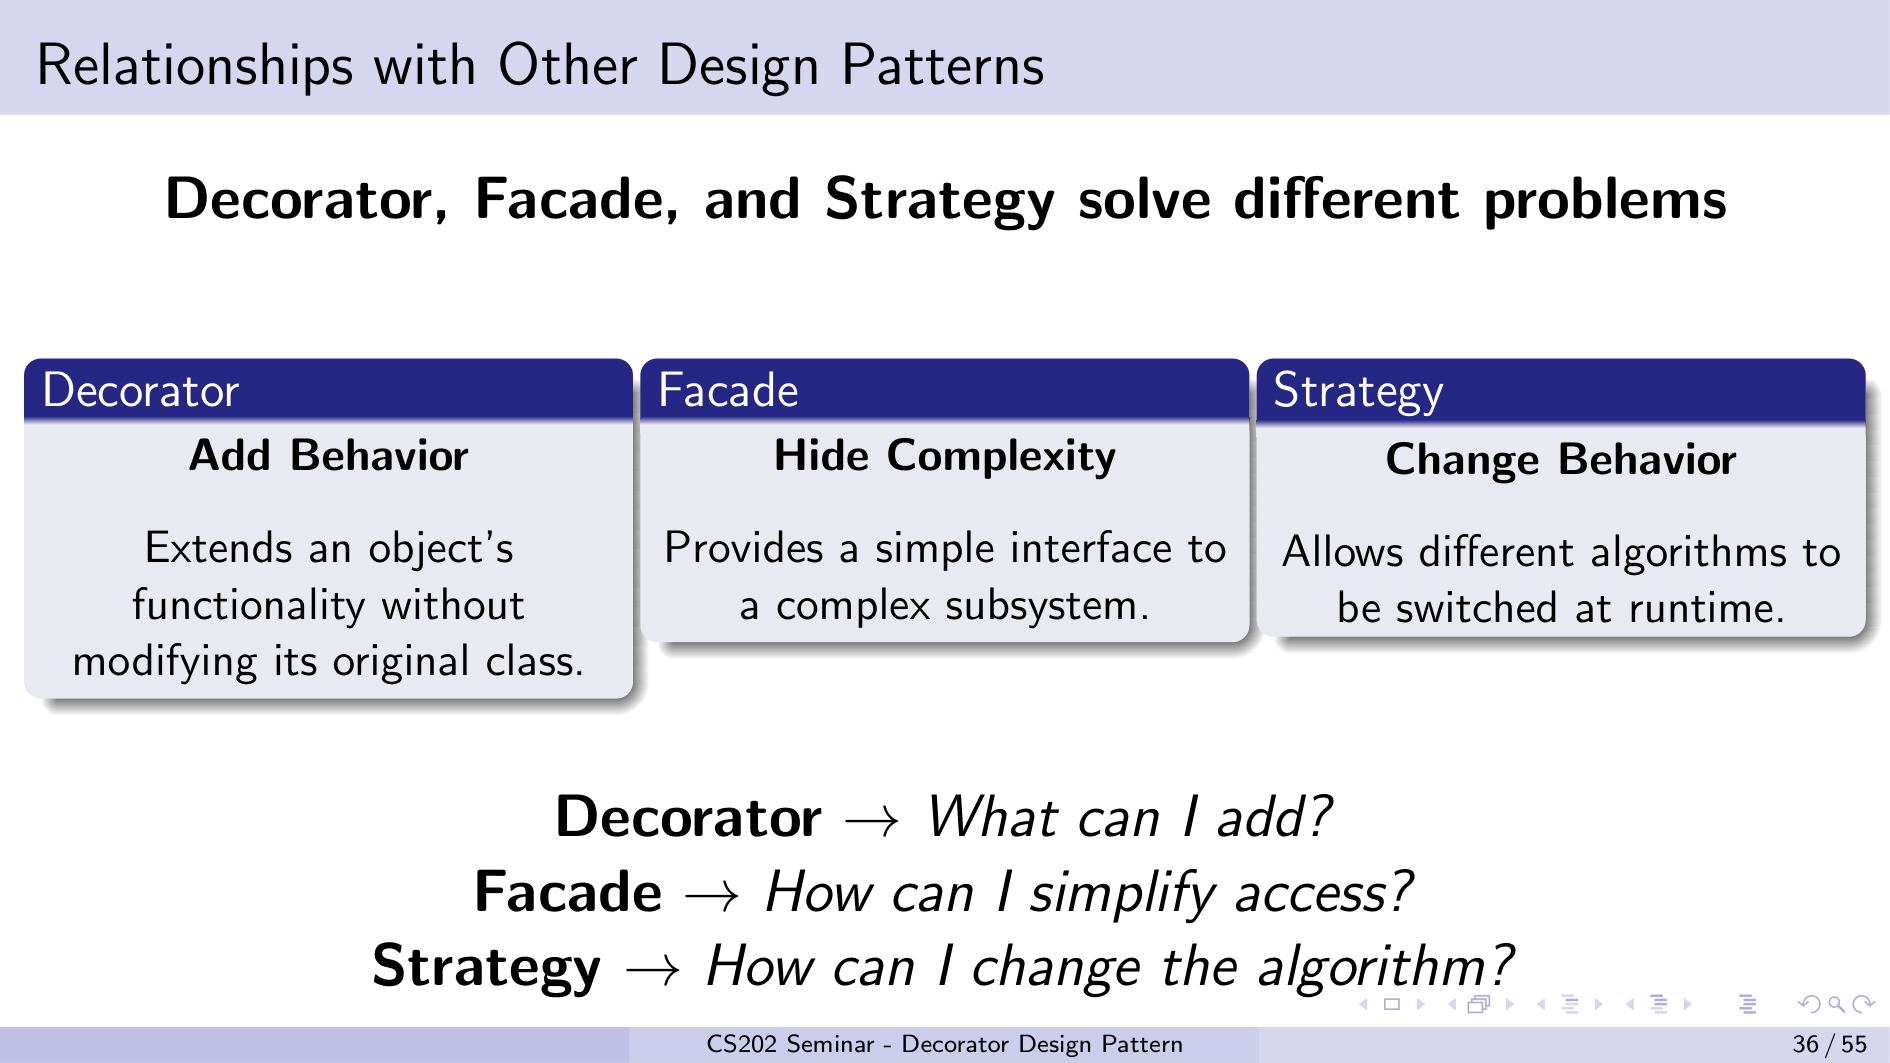 Relationships with Other Design Patterns
Decorator, Facade, and Strategy solve different problems
Decorator
Add Behavior
Extends an object's
functionality without
modifying its original class.
Facade
Hide Complexity
Provides a simple interface to
a complex subsystem.
Strategy
Change Behavior
Allows different algorithms to
be switched at runtime.
Decorator → What can I add?
Facade → How can I simplify access?
Strategy → How can I change the algorithm?
CS202 Seminar - Decorator Design Pattern
36 / 55